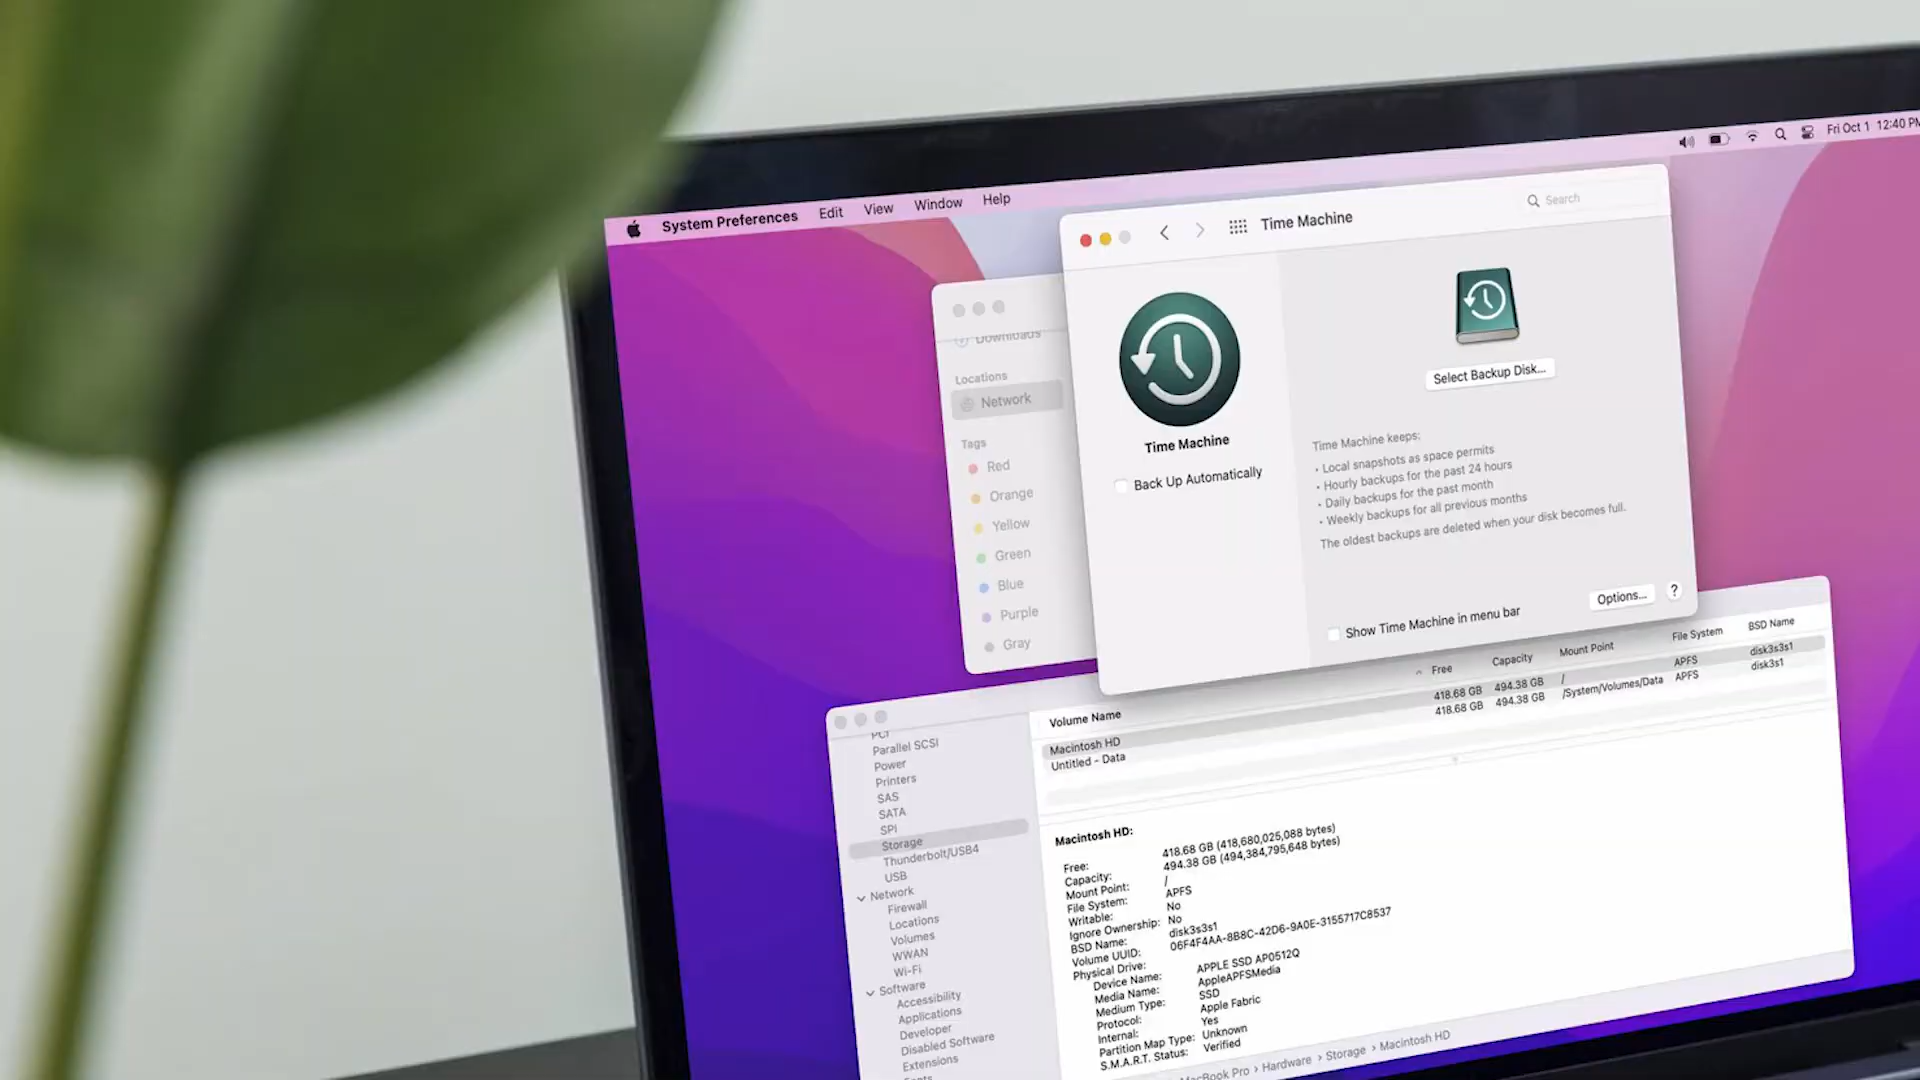 System Preferences Edit View Window Help
Fri Oct 1 12:40 PM
Time Machine
Search
Downloads
Locations
Network
Tags
Red
Orange
Yellow
Green
Blue
Purple
Gray
Time Machine
Back Up Automatically
Select Backup Disk...
Time Machine keeps:
• Local snapshots as space permits
• Hourly backups for the past 24 hours
• Daily backups for the past month
• Weekly backups for all previous months
The oldest backups are deleted when your disk becomes full.
Show Time Machine in menu bar
Options... ?
PCI
Parallel SCSI
Power
Printers
SAS
SATA
SPI
Storage
Thunderbolt/USB4
USB
Network
Firewall
Locations
Volumes
WWAN
Wi-Fi
Software
Accessibility
Applications
Developer
Disabled Software
Extensions
Fonts
Volume Name Free Capacity Mount Point File System BSD Name
Macintosh HD 418.68 GB 494.38 GB / APFS disk3s3s1
Untitled - Data 418.68 GB 494.38 GB /System/Volumes/Data APFS disk3s1
Macintosh HD:
Free: 418.68 GB (418,680,025,088 bytes)
Capacity: 494.38 GB (494,384,795,648 bytes)
Mount Point: /
File System: APFS
Writable: No
Ignore Ownership: No
BSD Name: disk3s3s1
Volume UUID: 06F4F4AA-8B8C-42D6-9A0E-3155717C8537
Physical Drive:
Device Name: APPLE SSD AP0512Q
Media Name: AppleAPFSMedia
Medium Type: SSD
Protocol: Apple Fabric
Internal: Yes
Partition Map Type: Unknown
S.M.A.R.T. Status: Verified
MacBook Pro › Hardware › Storage › Macintosh HD